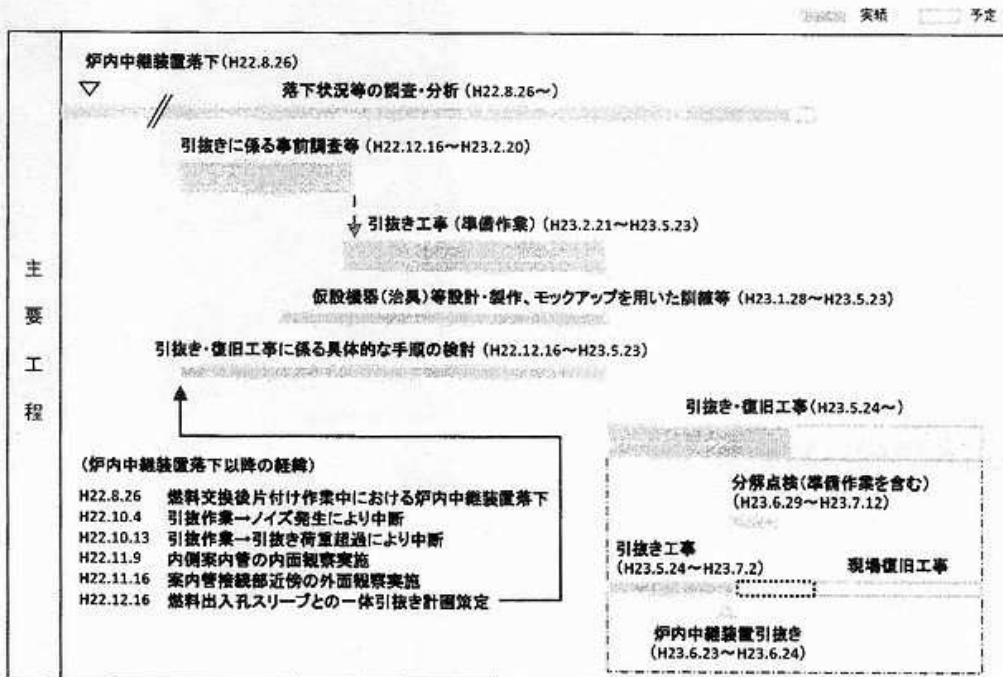 実績 予定
炉内中継装置落下(H22.8.26)
落下状況等の調査・分析 (H22.8.26～)
引抜きに係る事前調査等 (H22.12.16～H23.2.20)
引抜き工事 (準備作業) (H23.2.21～H23.5.23)
主要工程
仮設機器(治具)等設計・製作、モックアップを用いた訓練等 (H23.1.28～H23.5.23)
引抜き・復旧工事に係る具体的な手順の検討 (H22.12.16～H23.5.23)
引抜き・復旧工事(H23.5.24～)
(炉内中継装置落下以降の経緯)
H22.8.26 燃料交換後片付け作業中における炉内中継装置落下
H22.10.4 引抜作業→ノイズ発生により中断
H22.10.13 引抜作業→引抜き荷重超過により中断
H22.11.9 内側案内管の内面観察実施
H22.11.16 案内管接続部近傍の外面観察実施
H22.12.16 燃料出入孔スリーブとの一体引抜き計画策定
分解点検(準備作業を含む)
(H23.6.29～H23.7.12)
引抜き工事
(H23.5.24～H23.7.2)
現場復旧工事
炉内中継装置引抜き
(H23.6.23～H23.6.24)